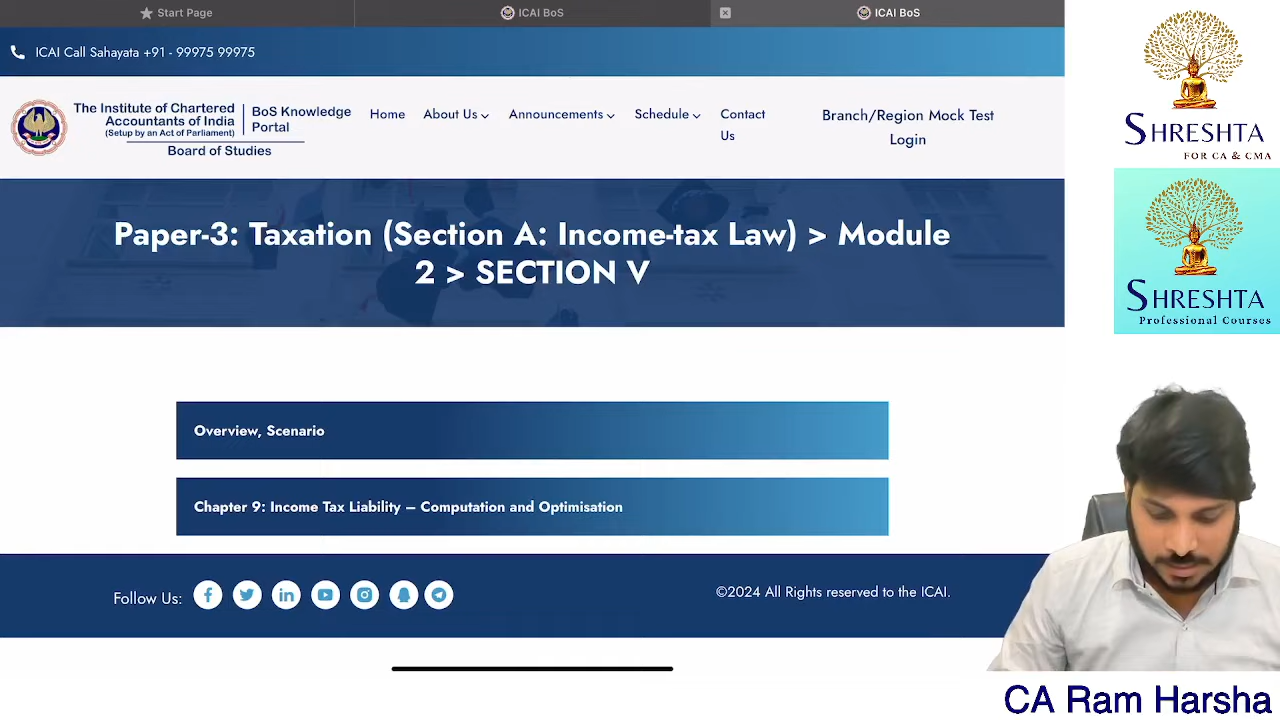 Start Page
ICAI BoS
ICAI BoS
ICAI Call Sahayata +91 - 99975 99975
The Institute of Chartered
Accountants of India
(Setup by an Act of Parliament)
Board of Studies
BoS Knowledge
Portal
Home
About Us
Announcements
Schedule
Contact
Us
Branch/Region Mock Test
Login
Paper-3: Taxation (Section A: Income-tax Law) > Module
2 > SECTION V
Overview, Scenario
Chapter 9: Income Tax Liability – Computation and Optimisation
Follow Us:
©2024 All Rights reserved to the ICAI.
SHRESHTA
FOR CA & CMA
SHRESHTA
Professional Courses
CA Ram Harsha